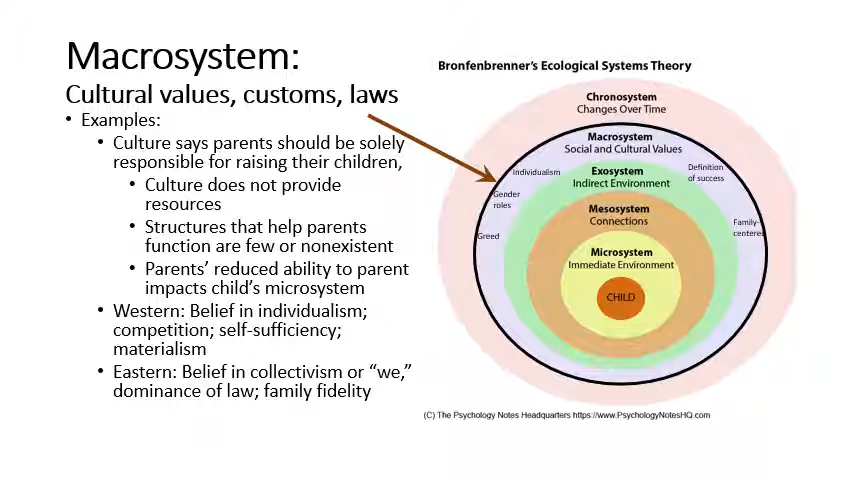 Macrosystem:
Cultural values, customs, laws
• Examples:
• Culture says parents should be solely
responsible for raising their children,
• Culture does not provide
resources
• Structures that help parents
function are few or nonexistent
• Parents' reduced ability to parent
impacts child's microsystem
• Western: Belief in individualism;
competition; self-sufficiency;
materialism
• Eastern: Belief in collectivism or “we,”
dominance of law; family fidelity
Bronfenbrenner's Ecological Systems Theory
Chronosystem
Changes Over Time
Macrosystem
Social and Cultural Values
Individualism
Definition
of success
Exosystem
Indirect Environment
Gender
roles
Mesosystem
Connections
Family-
centered
Greed
Microsystem
Immediate Environment
CHILD
(C) The Psychology Notes Headquarters https://www.PsychologyNotesHQ.com